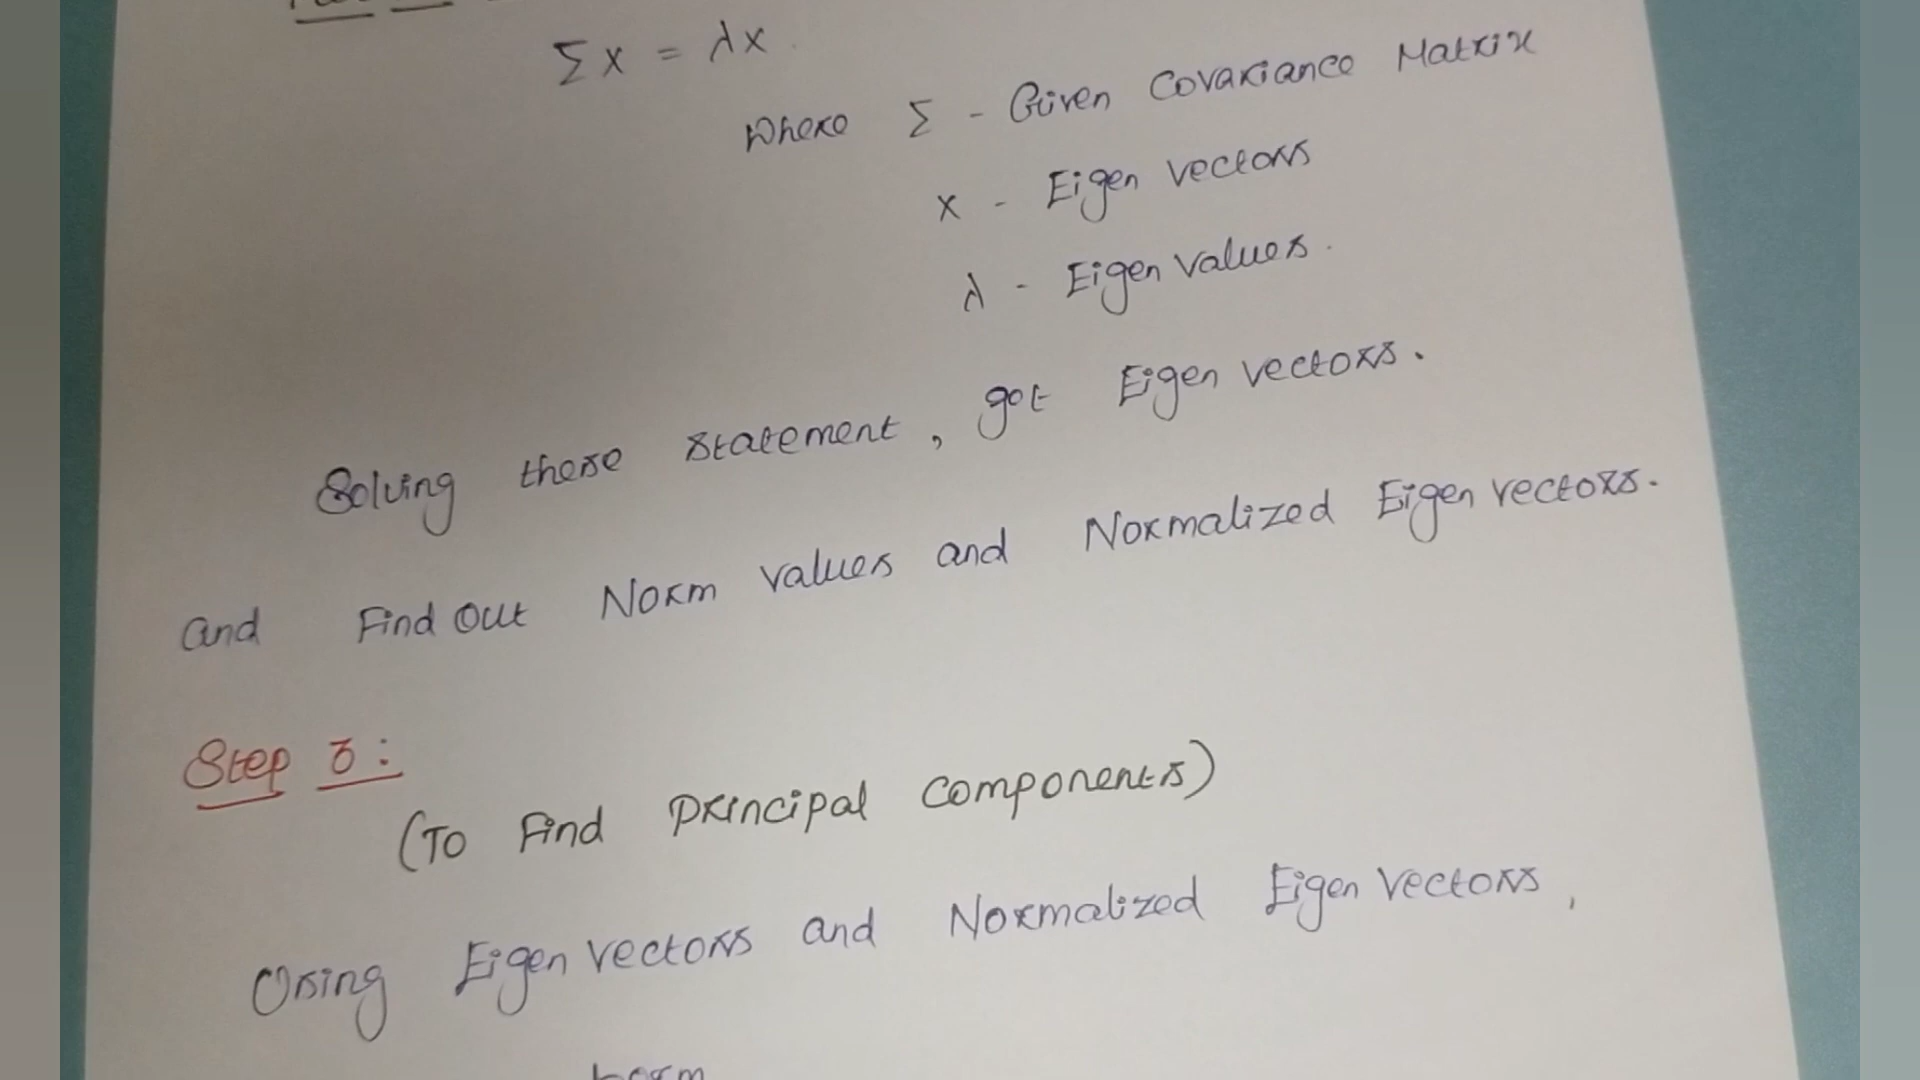 Σx = λx
Where Σ - Given Covariance Matrix
x - Eigen vectors
λ - Eigen values.
Solving these statement, got Eigen vectors.
and Find Out Norm values and Normalized Eigen vectors.
Step 3:
(To Find Principal Components)
Using Eigen vectors and Normalized Eigen vectors,